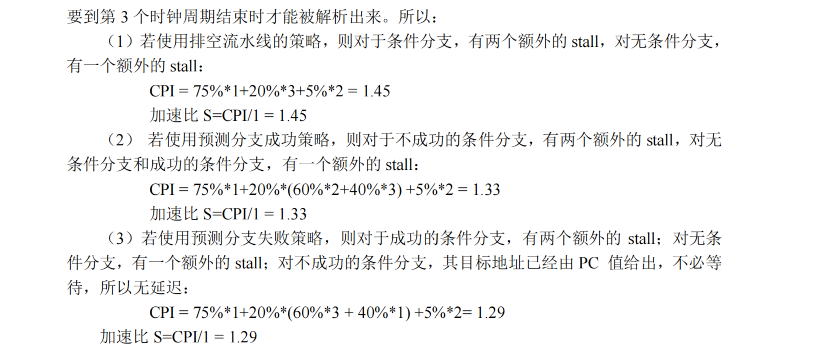 要到第 3 个时钟周期结束时才能被解析出来。所以：
（1）若使用排空流水线的策略，则对于条件分支，有两个额外的 stall，对无条件分支，
有一个额外的 stall：
CPI = 75%*1+20%*3+5%*2 = 1.45
加速比 S=CPI/1 = 1.45
（2） 若使用预测分支成功策略，则对于不成功的条件分支，有两个额外的 stall，对无
条件分支和成功的条件分支，有一个额外的 stall：
CPI = 75%*1+20%*(60%*2+40%*3) +5%*2 = 1.33
加速比 S=CPI/1 = 1.33
（3）若使用预测分支失败策略，则对于成功的条件分支，有两个额外的 stall；对无条
件分支，有一个额外的 stall；对不成功的条件分支，其目标地址已经由 PC 值给出，不必等
待，所以无延迟：
CPI = 75%*1+20%*(60%*3 + 40%*1) +5%*2= 1.29
加速比 S=CPI/1 = 1.29